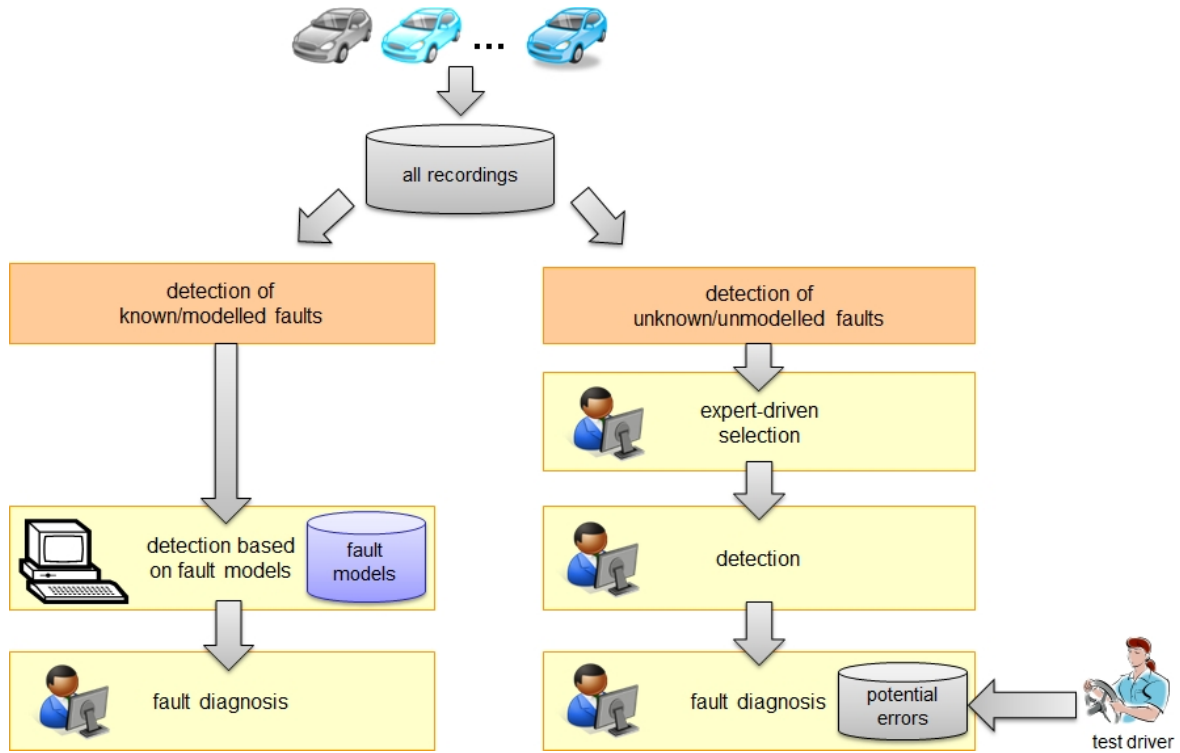 ...
all recordings
detection of
known/modelled faults
detection based
on fault models
fault
models
fault diagnosis
detection of
unknown/unmodelled faults
expert-driven
selection
detection
fault diagnosis
potential
errors
test driver